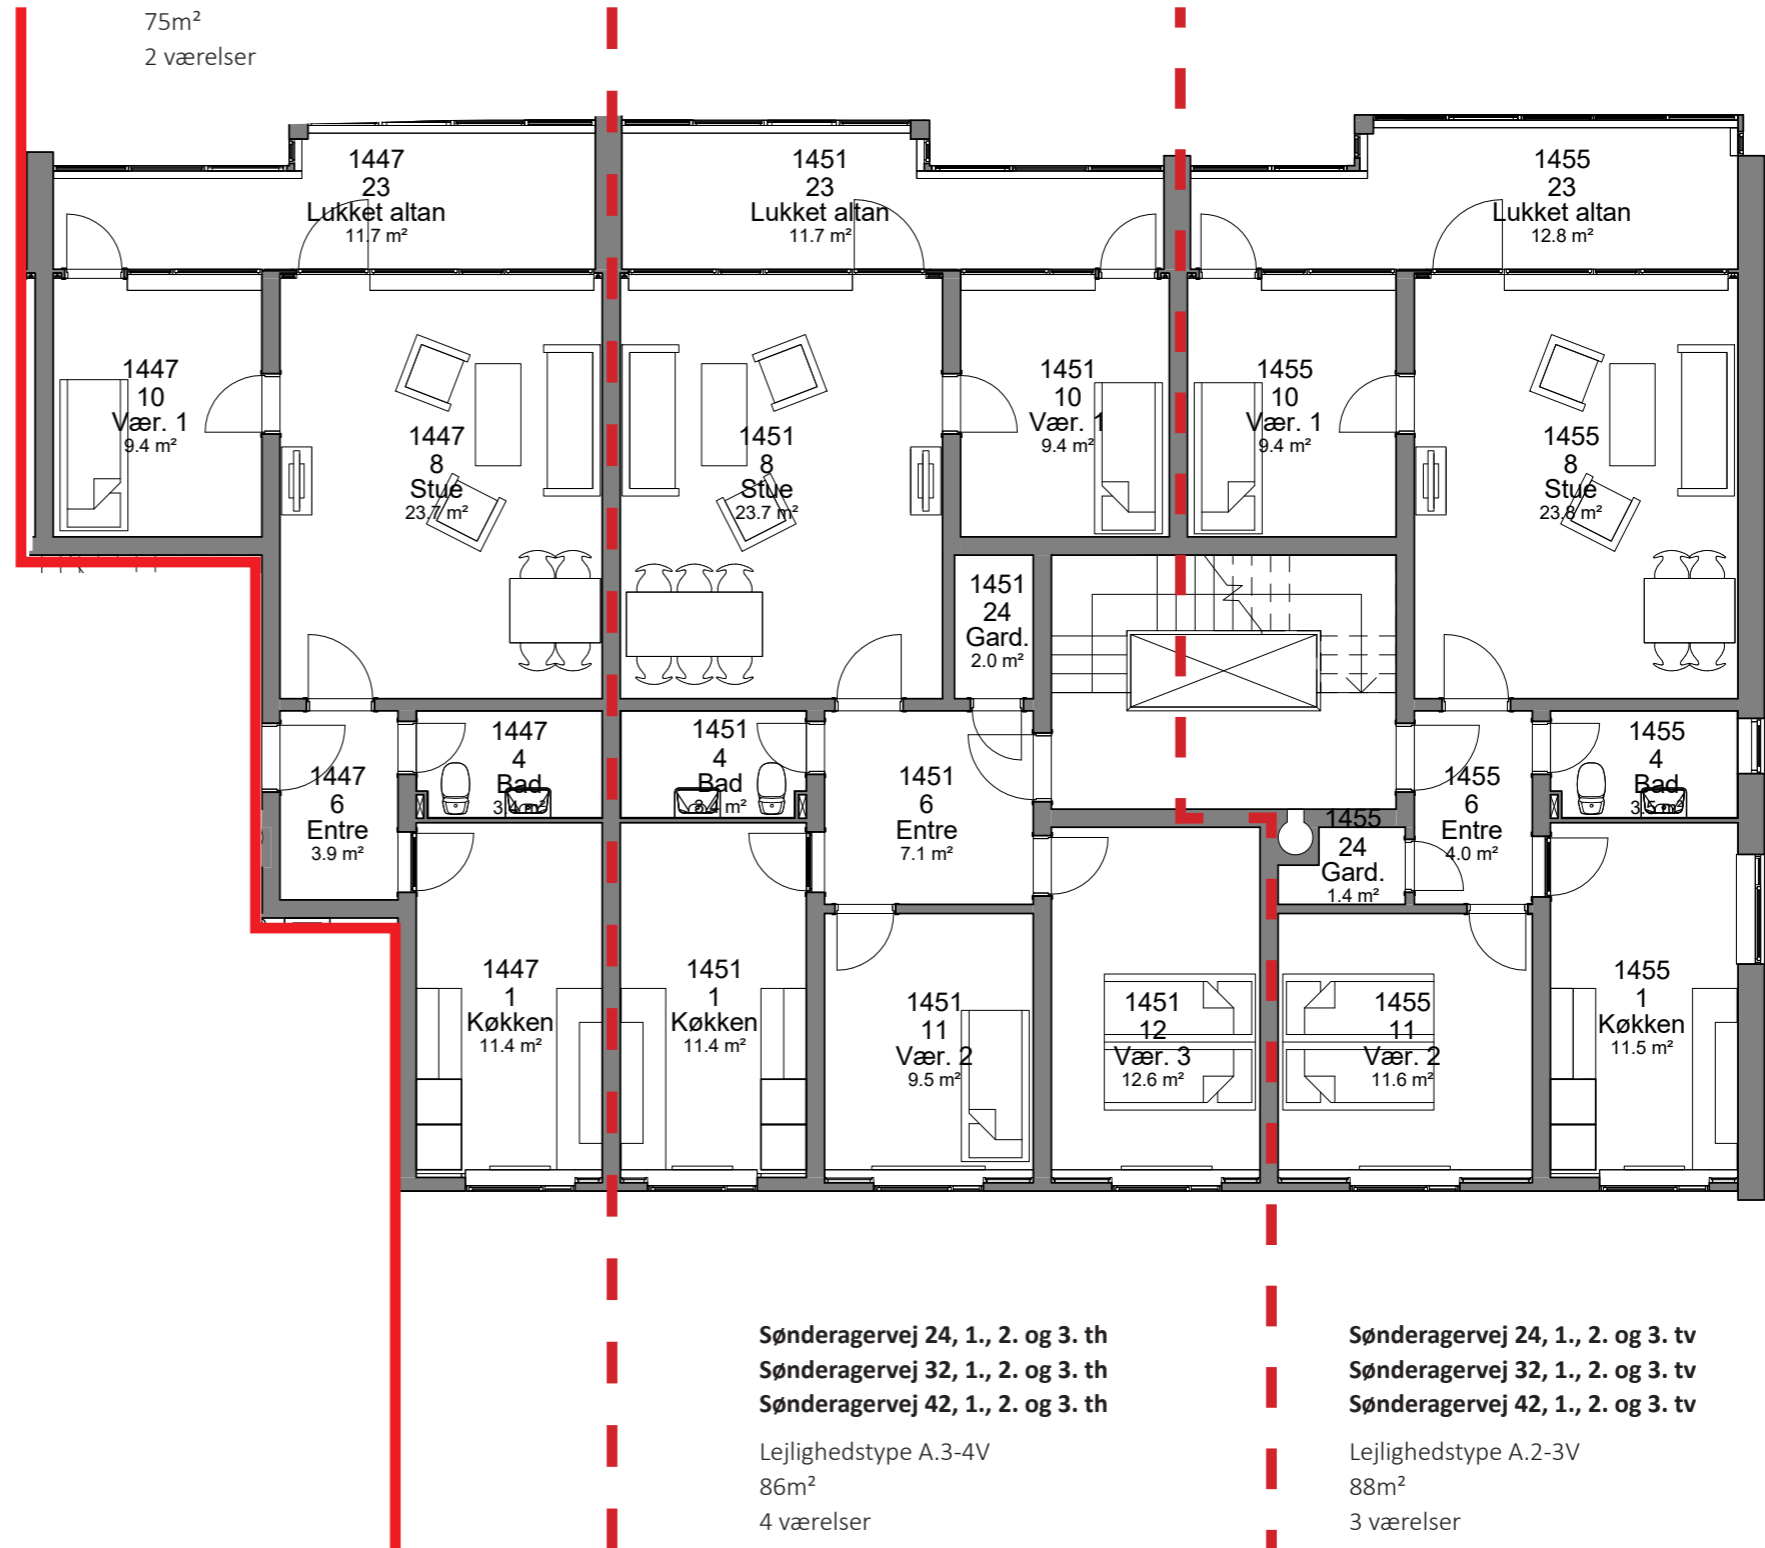 75m²
2 værelser
1447
23
Lukket altan
11.7 m²
1451
23
Lukket altan
11.7 m²
1455
23
Lukket altan
12.8 m²
1447
10
Vær. 1
9.4 m²
1447
8
Stue
23.7 m²
1451
8
Stue
23.7 m²
1451
10
Vær. 1
9.4 m²
1455
10
Vær. 1
9.4 m²
1455
8
Stue
23.8 m²
1451
24
Gard.
2.0 m²
1447
6
Entre
3.9 m²
1447
4
Bad
3.4 m²
1451
4
Bad
3.4 m²
1451
6
Entre
7.1 m²
1455
24
Gard.
1.4 m²
1455
6
Entre
4.0 m²
1455
4
Bad
3.5 m²
1447
1
Køkken
11.4 m²
1451
1
Køkken
11.4 m²
1451
11
Vær. 2
9.5 m²
1451
12
Vær. 3
12.6 m²
1455
11
Vær. 2
11.6 m²
1455
1
Køkken
11.5 m²
Sønderagervej 24, 1., 2. og 3. th
Sønderagervej 32, 1., 2. og 3. th
Sønderagervej 42, 1., 2. og 3. th
Lejlighedstype A.3-4V
86m²
4 værelser
Sønderagervej 24, 1., 2. og 3. tv
Sønderagervej 32, 1., 2. og 3. tv
Sønderagervej 42, 1., 2. og 3. tv
Lejlighedstype A.2-3V
88m²
3 værelser